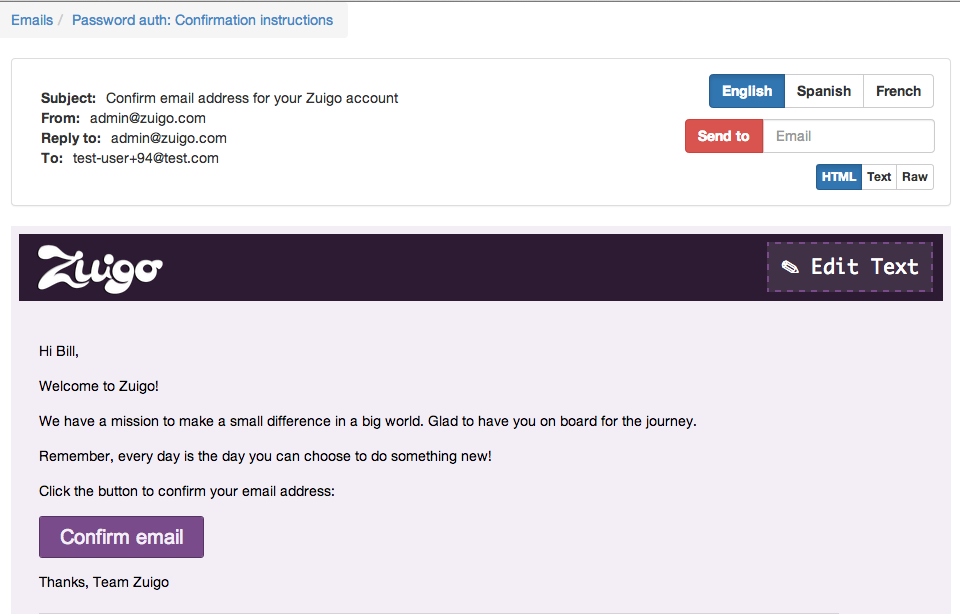 Emails / Password auth: Confirmation instructions
Subject: Confirm email address for your Zuigo account
From: admin@zuigo.com
Reply to: admin@zuigo.com
To: test-user+94@test.com
English Spanish French
Send to Email
HTML Text Raw
Zuigo
✎ Edit Text
Hi Bill,
Welcome to Zuigo!
We have a mission to make a small difference in a big world. Glad to have you on board for the journey.
Remember, every day is the day you can choose to do something new!
Click the button to confirm your email address:
Confirm email
Thanks, Team Zuigo